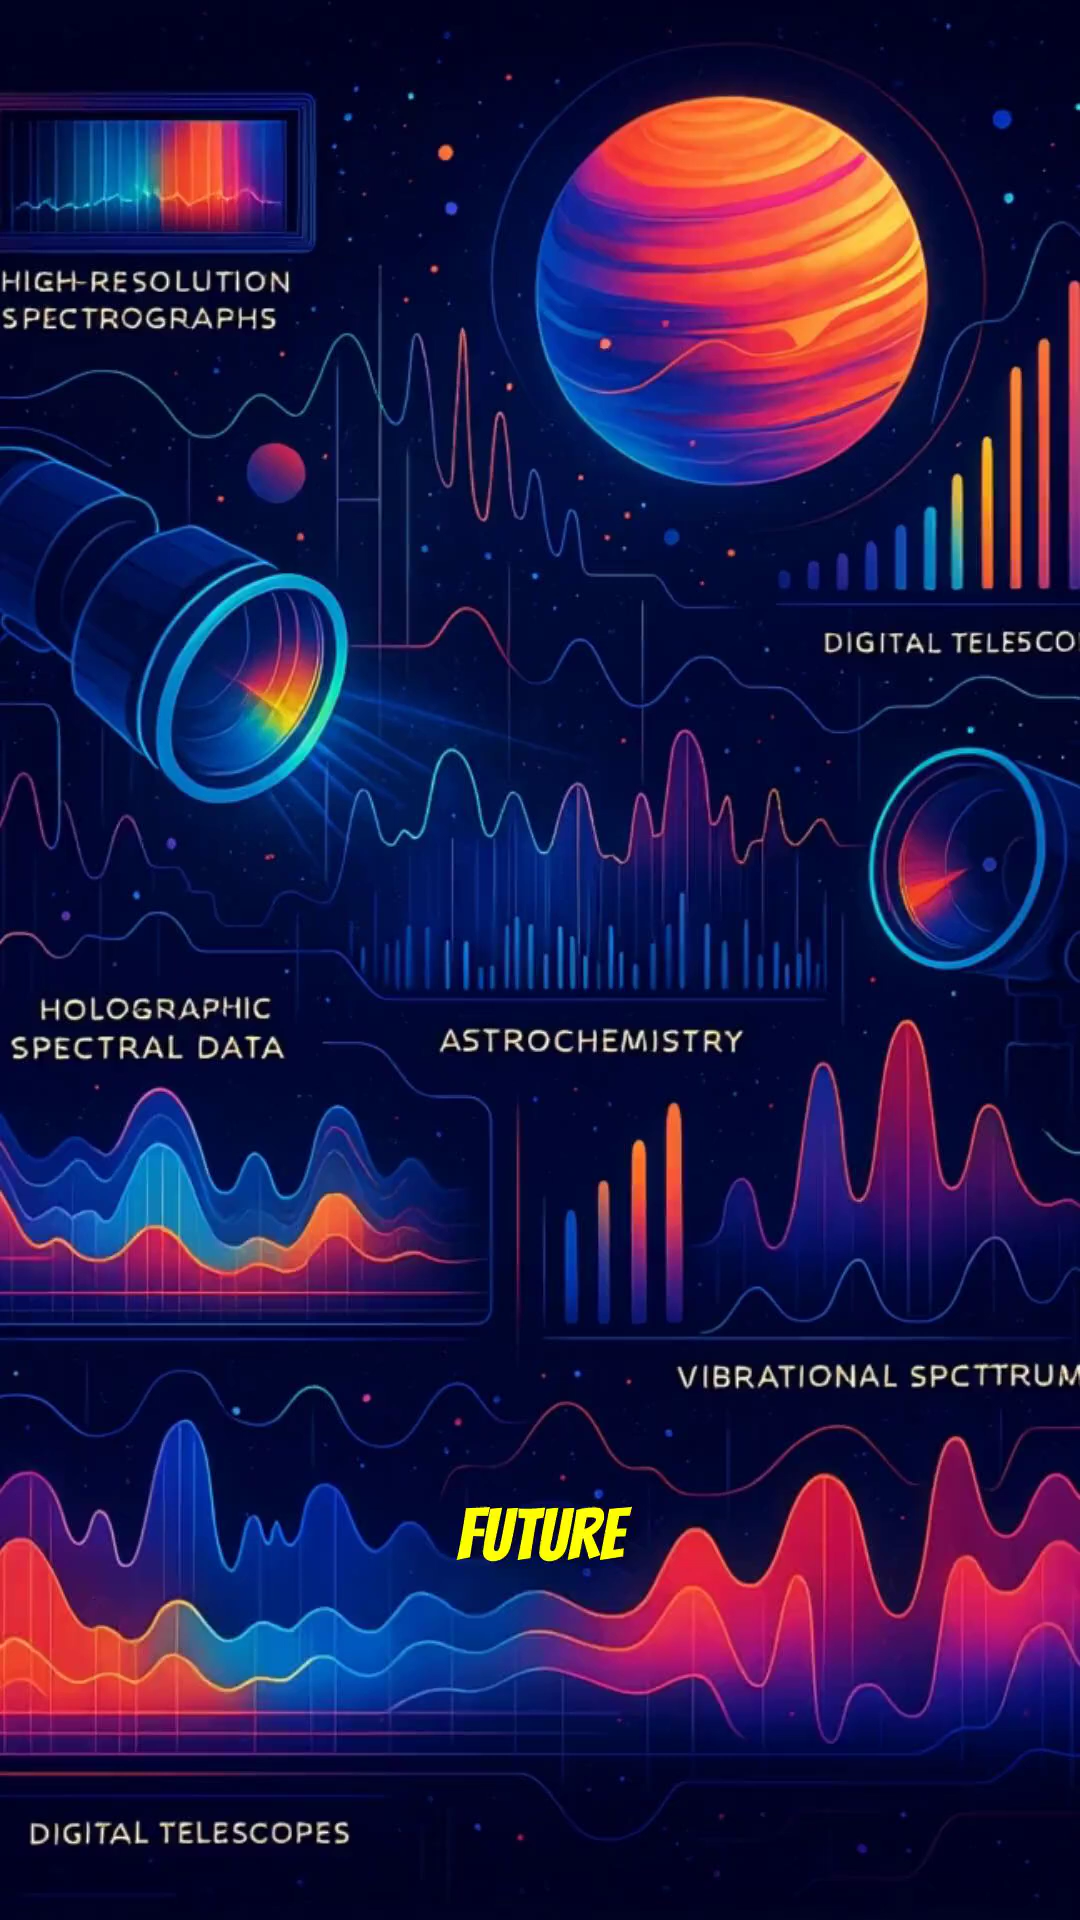 HIGH-RESOLUTION
SPECTROGRAPHS
DIGITAL TELESCO
HOLOGRAPHIC
SPECTRAL DATA
ASTROCHEMISTRY
VIBRATIONAL SPCTTRUM
FUTURE
DIGITAL TELESCOPES